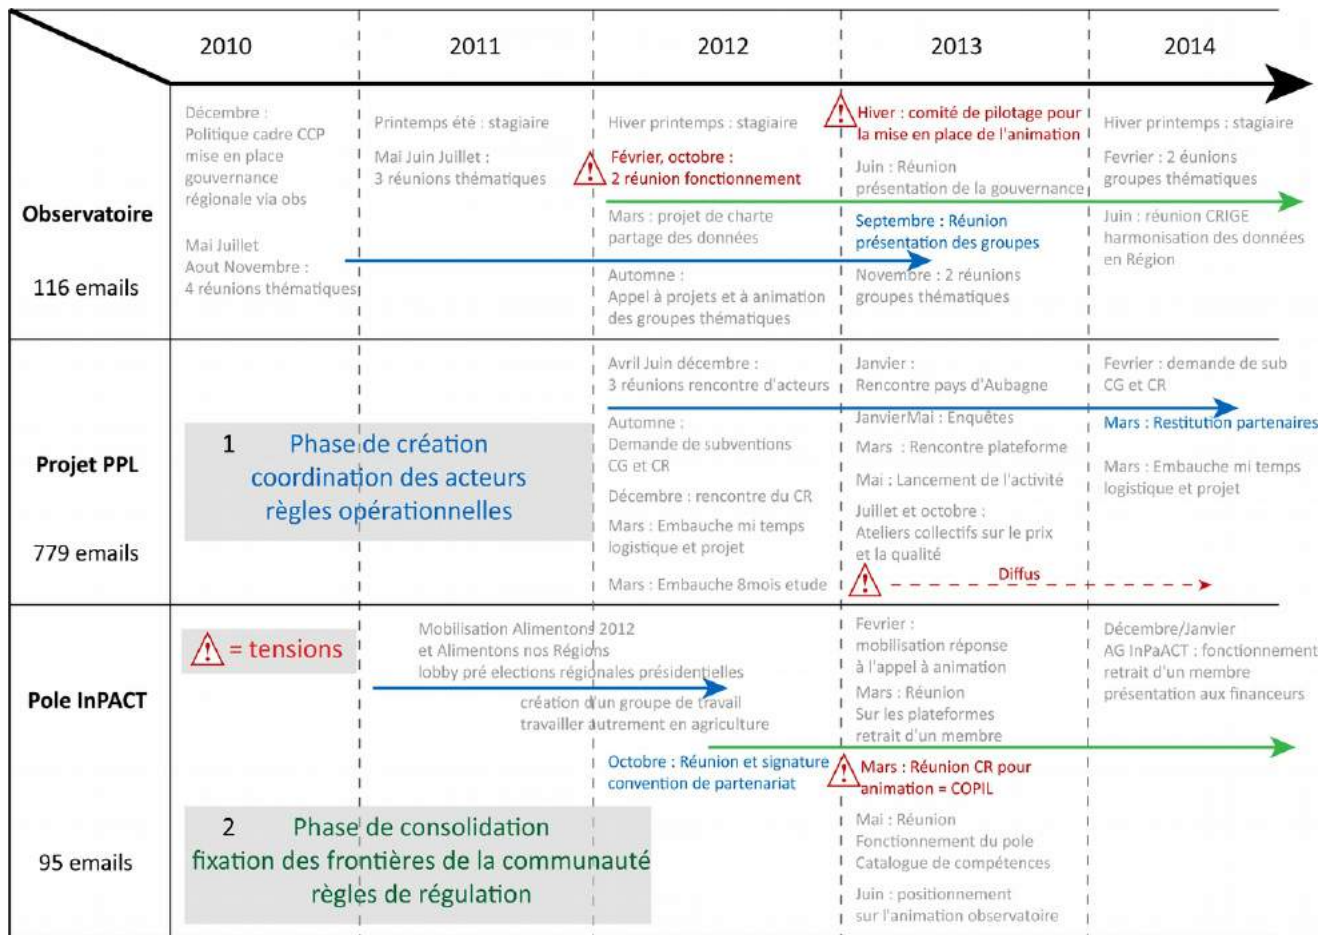 2010
2011
2012
2013
2014
Observatoire
116 emails
Décembre :
Politique cadre CCP
mise en place
gouvernance
régionale via obs
Mai Juillet
Aout Novembre :
4 réunions thématiques
Printemps été : stagiaire
Mai Juin Juillet :
3 réunions thématiques
Hiver printemps : stagiaire
Février, octobre :
2 réunion fonctionnement
Mars : projet de charte
partage des données
Automne :
Appel à projets et à animation
des groupes thématiques
Hiver : comité de pilotage pour
la mise en place de l'animation
Juin : Réunion
présentation de la gouvernance
Septembre : Réunion
présentation des groupes
Novembre : 2 réunions
groupes thématiques
Hiver printemps : stagiaire
Fevrier : 2 éunions
groupes thématiques
Juin : réunion CRIGE
harmonisation des données
en Région
Projet PPL
779 emails
1 Phase de création
coordination des acteurs
règles opérationnelles
Avril Juin décembre :
3 réunions rencontre d'acteurs
Automne :
Demande de subventions
CG et CR
Décembre : rencontre du CR
Mars : Embauche mi temps
logistique et projet
Mars : Embauche 8mois etude
Janvier :
Rencontre pays d'Aubagne
JanvierMai : Enquêtes
Mars : Rencontre plateforme
Mai : Lancement de l'activité
Juillet et octobre :
Ateliers collectifs sur le prix
et la qualité
Diffus
Fevrier : demande de sub
CG et CR
Mars : Restitution partenaires
Mars : Embauche mi temps
logistique et projet
Pole InPACT
95 emails
! = tensions
Mobilisation Alimentons 2012
et Alimentons nos Régions
lobby pré elections régionales présidentielles
création d'un groupe de travail
travailler autrement en agriculture
Octobre : Réunion et signature
convention de partenariat
2 Phase de consolidation
fixation des frontières de la communauté
règles de régulation
Fevrier :
mobilisation réponse
à l'appel à animation
Mars : Réunion
Sur les plateformes
retrait d'un membre
Mars : Réunion CR pour
animation = COPIL
Mai : Réunion
Fonctionnement du pole
Catalogue de compétences
Juin : positionnement
sur l'animation observatoire
Décembre/Janvier
AG InPaACT : fonctionnement
retrait d'un membre
présentation aux financeurs